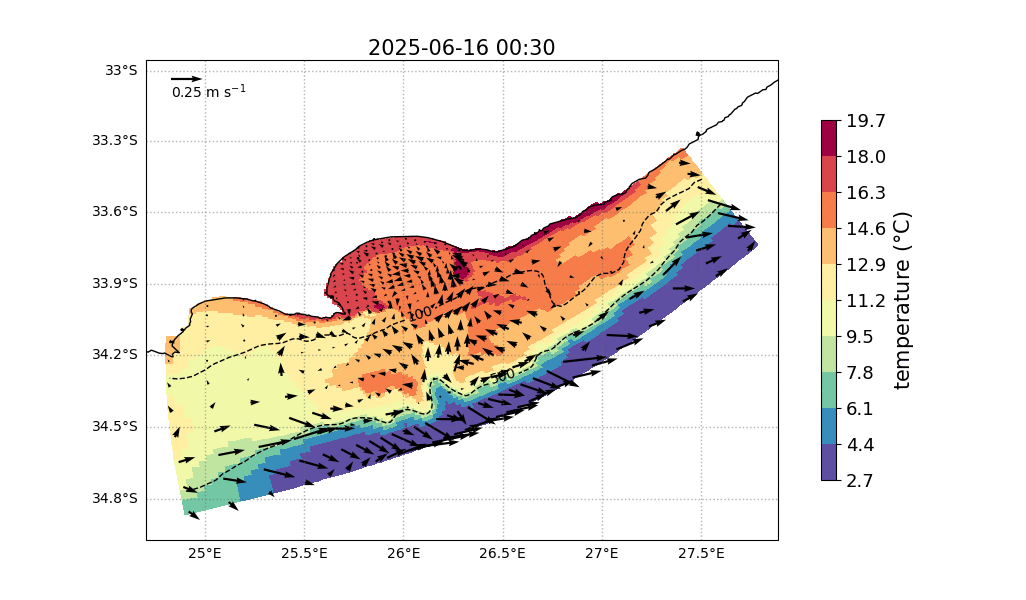 2025-06-16 00:30
0.25 m s⁻¹
33°S
33.3°S
33.6°S
33.9°S
34.2°S
34.5°S
34.8°S
25°E
25.5°E
26°E
26.5°E
27°E
27.5°E
100
500
19.7
18.0
16.3
14.6
12.9
11.2
9.5
7.8
6.1
4.4
2.7
temperature (°C)